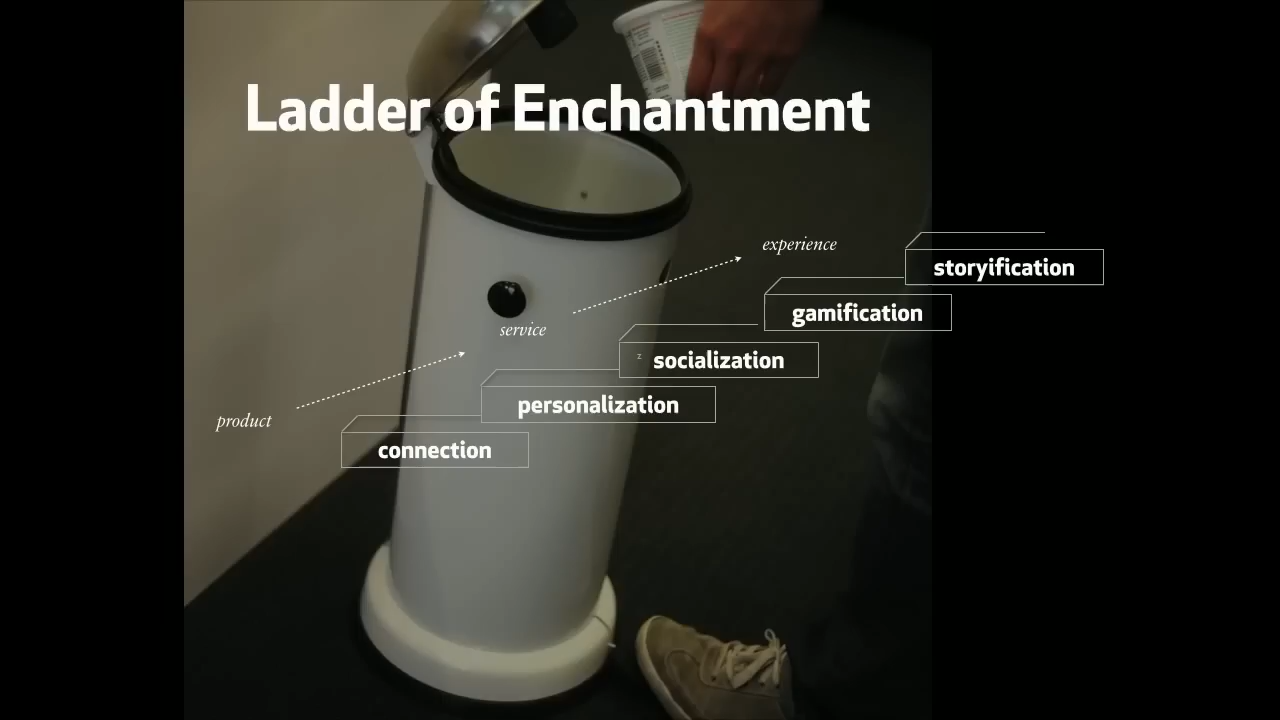 Ladder of Enchantment
experience
storyification
gamification
service
z socialization
personalization
product
connection